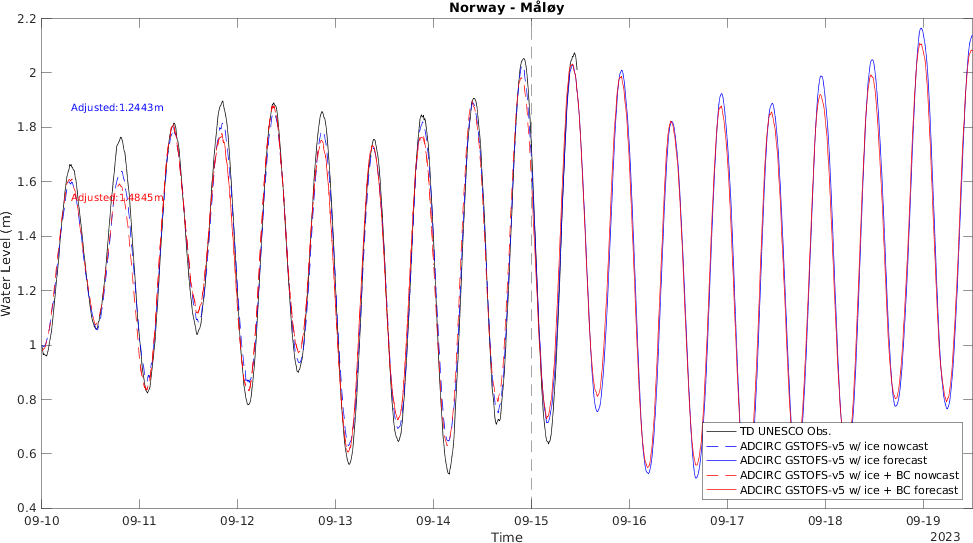 Norway - Måløy
2.2
2
1.8
1.6
1.4
1.2
1
0.8
0.6
0.4
Water Level (m)
Adjusted:1.2443m
Adjusted:1.4845m
TD UNESCO Obs.
ADCIRC GSTOFS-v5 w/ ice nowcast
ADCIRC GSTOFS-v5 w/ ice forecast
ADCIRC GSTOFS-v5 w/ ice + BC nowcast
ADCIRC GSTOFS-v5 w/ ice + BC forecast
09-10 09-11 09-12 09-13 09-14 09-15 09-16 09-17 09-18 09-19
Time
2023